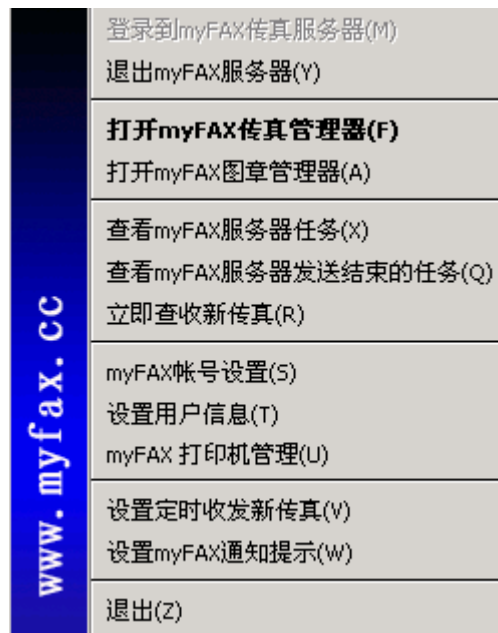 登录到myFAX传真服务器(M)
退出myFAX服务器(Y)
打开myFAX传真管理器(F)
打开myFAX图章管理器(A)
查看myFAX服务器任务(X)
查看myFAX服务器发送结束的任务(Q)
立即查收新传真(R)
myFAX帐号设置(S)
设置用户信息(T)
myFAX 打印机管理(U)
设置定时收发新传真(V)
设置myFAX通知提示(W)
退出(Z)
www.myfax.cc